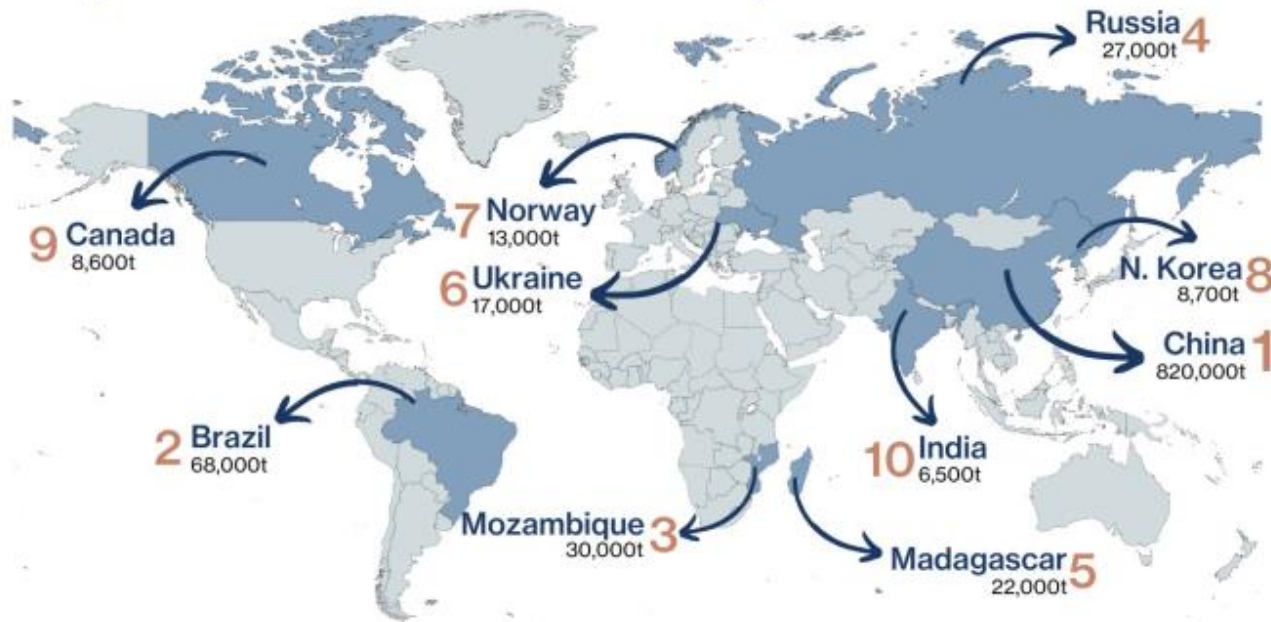 Russia 4
27,000t
9 Canada
8,600t
7 Norway
13,000t
6 Ukraine
17,000t
N. Korea 8
8,700t
China 1
820,000t
2 Brazil
68,000t
10 India
6,500t
Mozambique 3
30,000t
Madagascar 5
22,000t